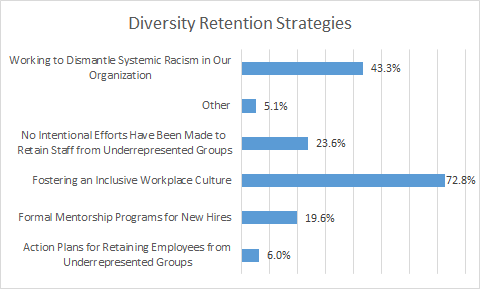 Diversity Retention Strategies
Working to Dismantle Systemic Racism in Our
Organization
43.3%
Other
5.1%
No Intentional Efforts Have Been Made to
Retain Staff from Underrepresented Groups
23.6%
Fostering an Inclusive Workplace Culture
72.8%
Formal Mentorship Programs for New Hires
19.6%
Action Plans for Retaining Employees from
Underrepresented Groups
6.0%